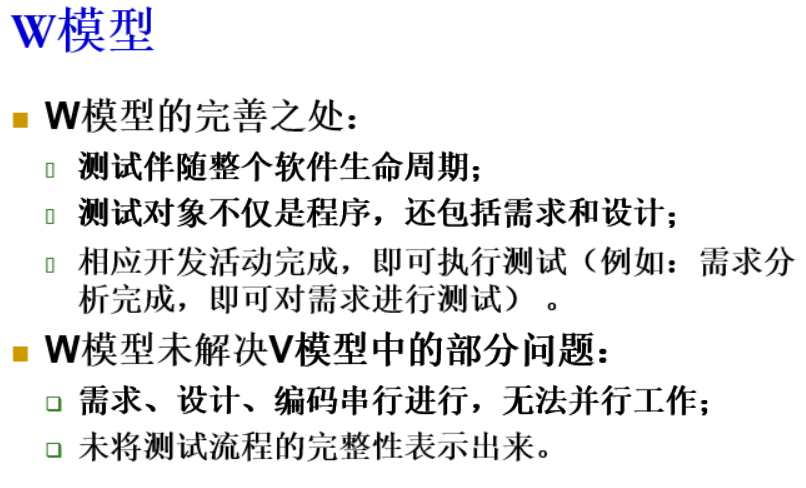 W模型
W模型的完善之处：
测试伴随整个软件生命周期；
测试对象不仅是程序，还包括需求和设计；
相应开发活动完成，即可执行测试（例如：需求分
析完成，即可对需求进行测试） 。
W模型未解决V模型中的部分问题：
需求、设计、编码串行进行，无法并行工作；
未将测试流程的完整性表示出来。